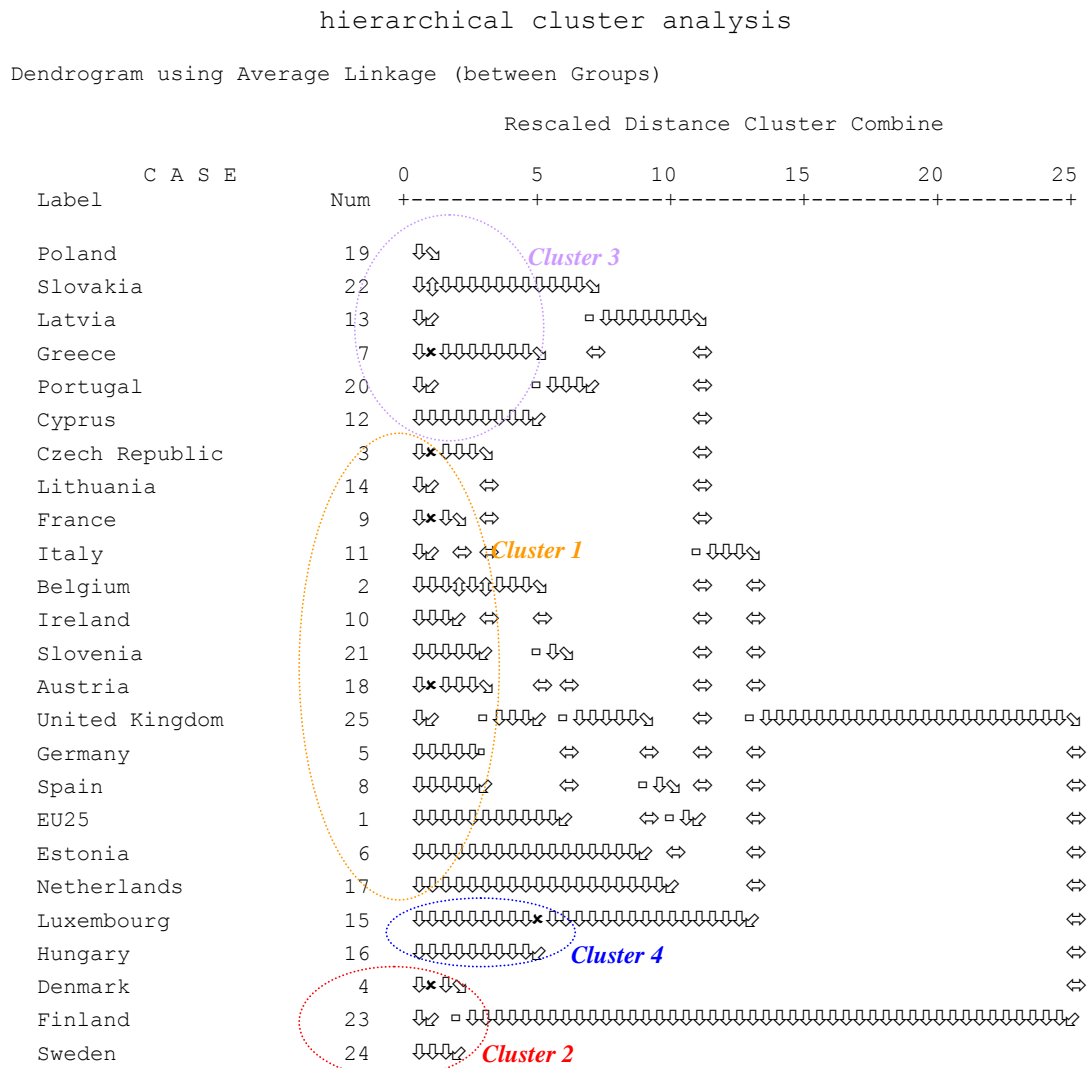 hierarchical cluster analysis
Dendrogram using Average Linkage (between Groups)
Rescaled Distance Cluster Combine
C A S E 0 5 10 15 20 25
Label Num +---------+---------+---------+---------+---------+
Poland 19
Cluster 3
Slovakia 22
Latvia 13
Greece 7
Portugal 20
Cyprus 12
Czech Republic 3
Lithuania 14
France 9
Italy 11 Cluster 1
Belgium 2
Ireland 10
Slovenia 21
Austria 18
United Kingdom 25
Germany 5
Spain 8
EU25 1
Estonia 6
Netherlands 17
Luxembourg 15
Hungary 16 Cluster 4
Denmark 4
Finland 23
Sweden 24 Cluster 2